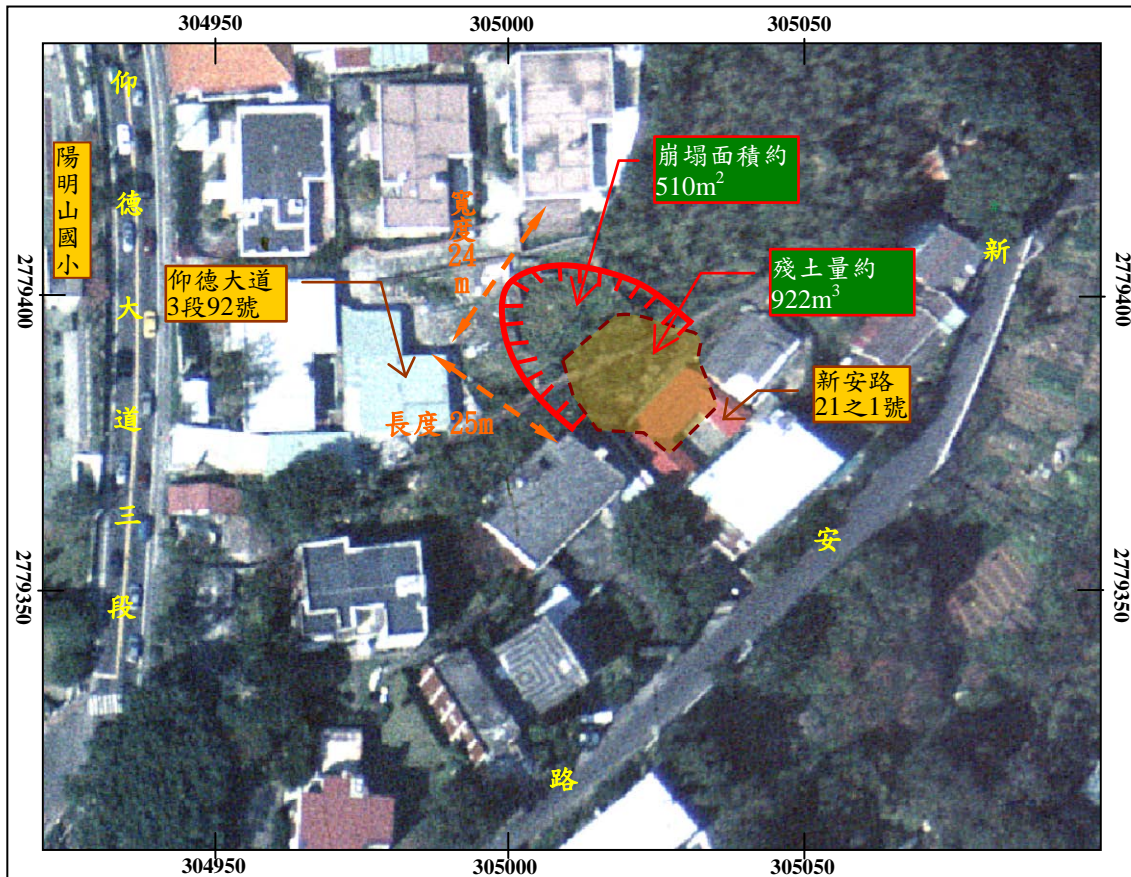 304950
305000
305050
仰德大道三段
陽明山國小
崩塌面積約
510m²
寬度
24
m
新安路
殘土量約
922m³
2779400
2779400
仰德大道
3段92號
新安路
21之1號
長度 25m
2779350
2779350
304950
305000
305050